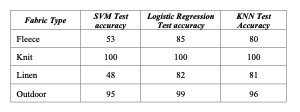 Fabric Type SVM Test accuracy Logistic Regression Test accuracy KNN Test Accuracy
Fleece 53 85 80
Knit 100 100 100
Linen 48 82 81
Outdoor 95 99 96